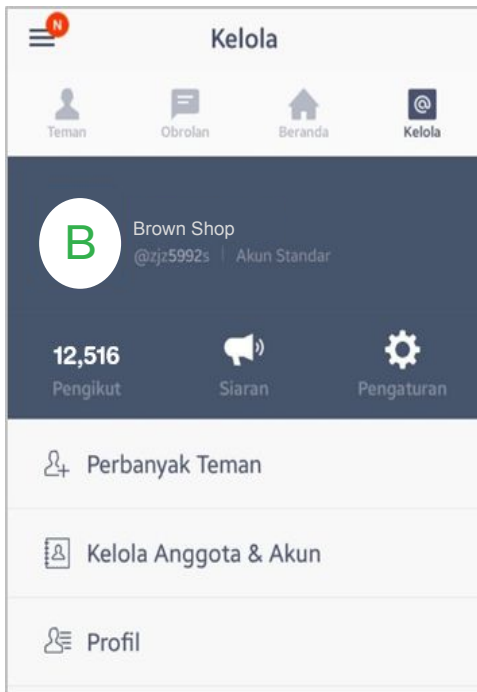 N
Kelola
Teman Obrolan Beranda Kelola
B
Brown Shop
@zjz5992s | Akun Standar
12,516
Pengikut Siaran Pengaturan
Perbanyak Teman
Kelola Anggota & Akun
Profil